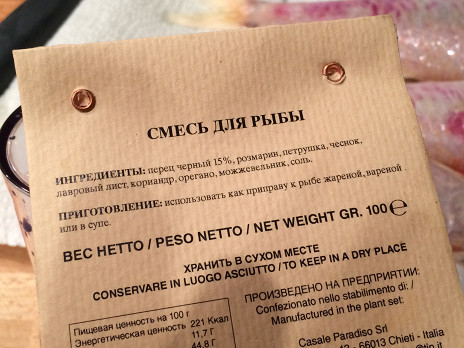 СМЕСЬ ДЛЯ РЫБЫ
ИНГРЕДИЕНТЫ: перец черный 15%, розмарин, петрушка, чеснок,
лавровый лист, кориандр, орегано, можжевельник, соль.
ПРИГОТОВЛЕНИЕ: использовать как приправу к рыбе жареной, вареной
или в супе.
ВЕС НЕТТО / PESO NETTO / NET WEIGHT GR. 100 ℮
ХРАНИТЬ В СУХОМ МЕСТЕ
CONSERVARE IN LUOGO ASCIUTTO / TO KEEP IN A DRY PLACE
Пищевая ценность на 100 г
Энергетическая ценность 221 Ккал
11,7 Г
44,8 Г
ПРОИЗВЕДЕНО НА ПРЕДПРИЯТИИ:
Confezionato nello stabilimento di: /
Manufactured in the plant set:
Casale Paradiso Srl
66013 Chieti - Italia